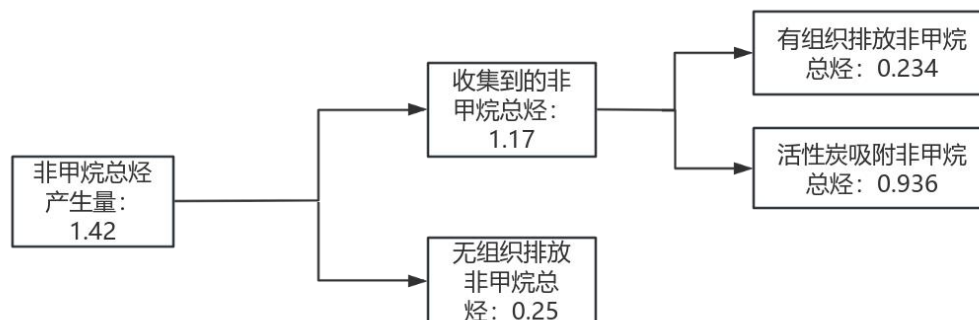 非甲烷总烃
产生量：
1.42
收集到的非
甲烷总烃：
1.17
无组织排放
非甲烷总
烃：0.25
有组织排放非甲烷
总烃：0.234
活性炭吸附非甲烷
总烃：0.936